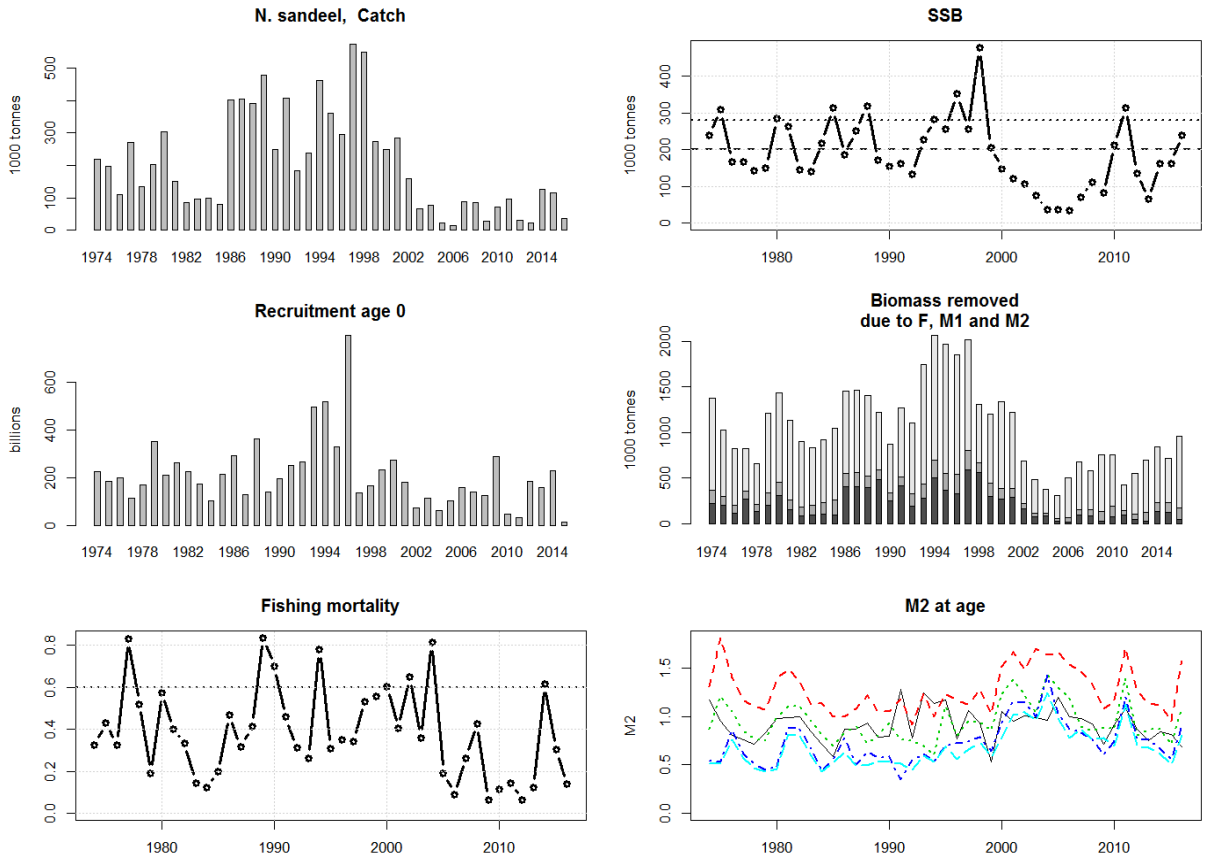 N. sandeel,  Catch
1000 tonnes
0 100 300 500
1974 1978 1982 1986 1990 1994 1998 2002 2006 2010 2014
SSB
1000 tonnes
0 100 200 300 400
1980 1990 2000 2010
Recruitment age 0
billions
0 200 400 600
1974 1978 1982 1986 1990 1994 1998 2002 2006 2010 2014
Biomass removed
due to F, M1 and M2
1000 tonnes
0 500 1000 1500 2000
1974 1978 1982 1986 1990 1994 1998 2002 2006 2010 2014
Fishing mortality
0.0 0.2 0.4 0.6 0.8
1980 1990 2000 2010
M2 at age
M2
0.0 0.5 1.0 1.5
1980 1990 2000 2010